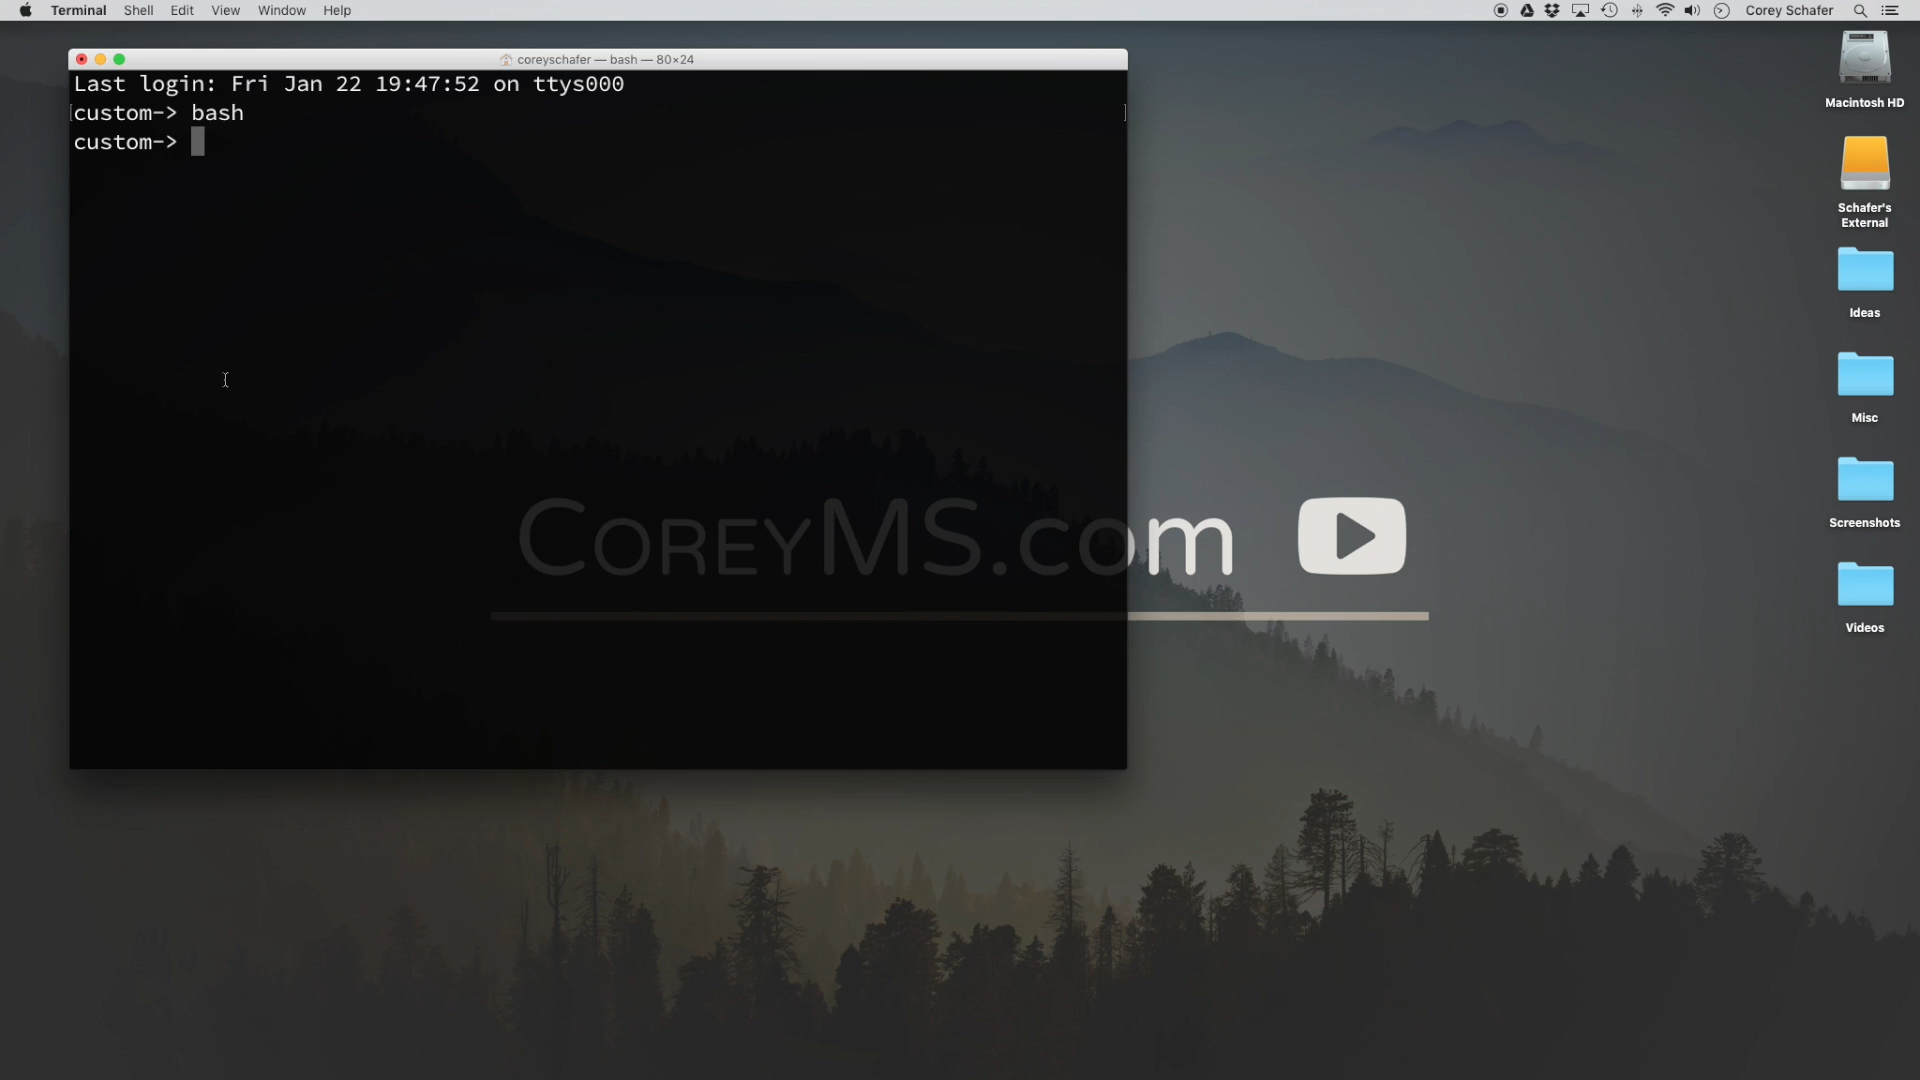 Terminal Shell Edit View Window Help
Corey Schafer
coreyschafer — bash — 80×24
Last login: Fri Jan 22 19:47:52 on ttys000
[custom-> bash ]
custom->
Macintosh HD
Schafer's
External
Ideas
Misc
Screenshots
Videos
CoreyMS.com